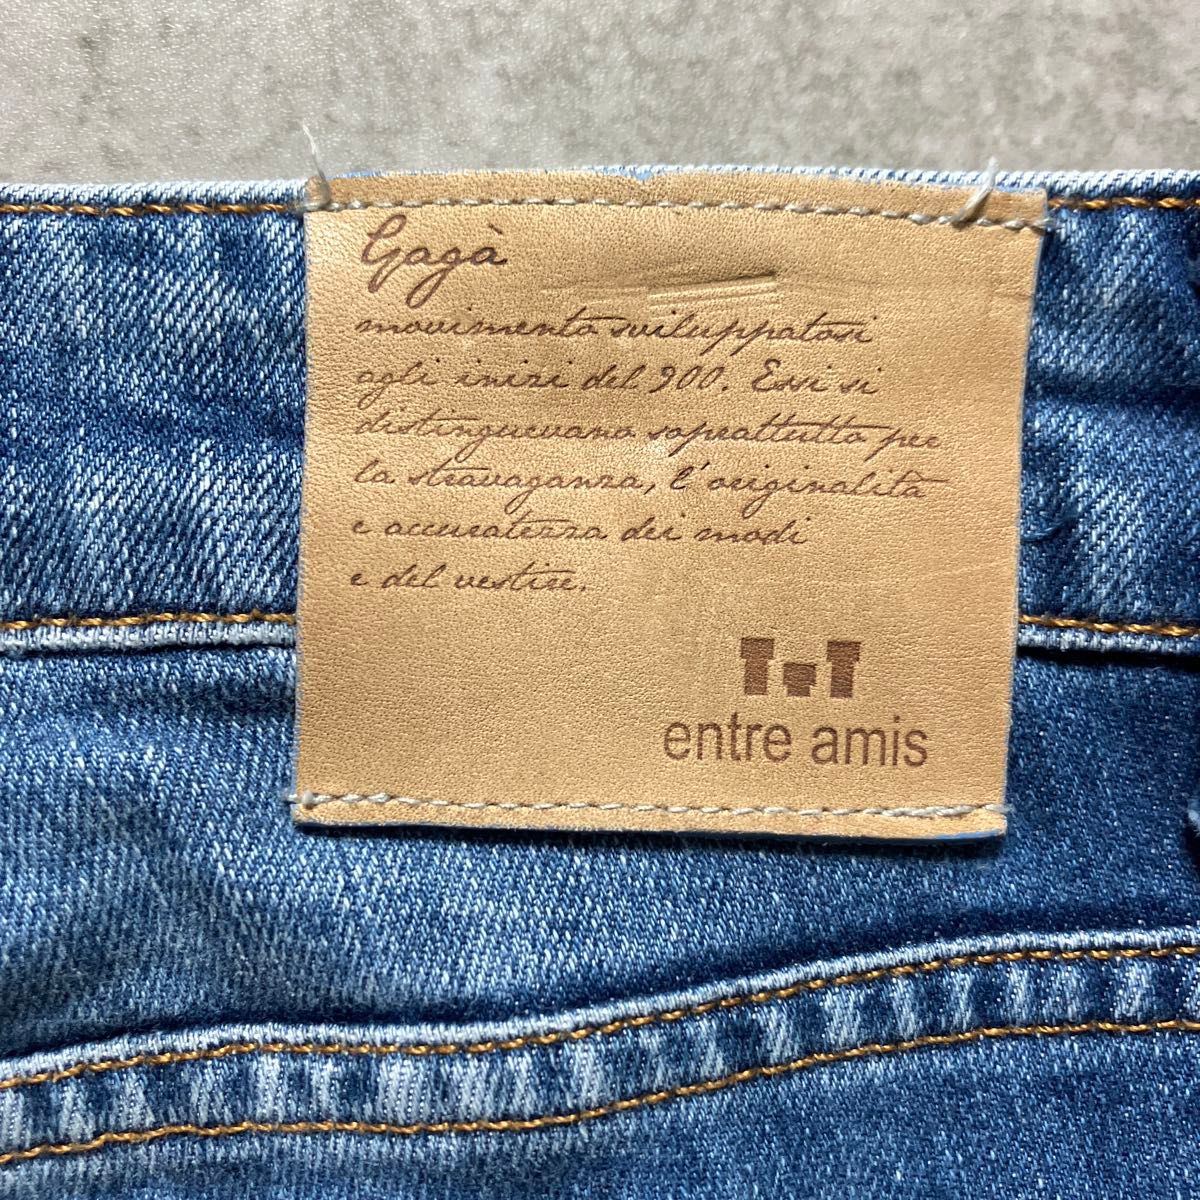 Gagà
movimento sviluppatosi
agli inizi del 900. Essi si
distinguevano soprattutto per
la stravaganza, l'originalità
e accuratezza dei modi
e del vestire.
entre amis